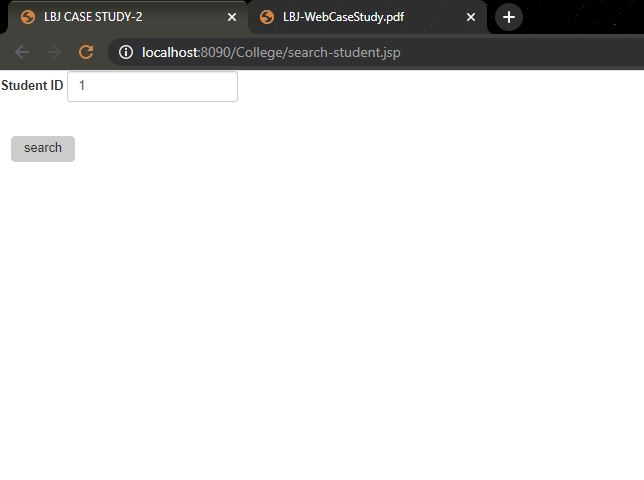 LBJ CASE STUDY-2
LBJ-WebCaseStudy.pdf
localhost:8090/College/search-student.jsp
Student ID 1
search